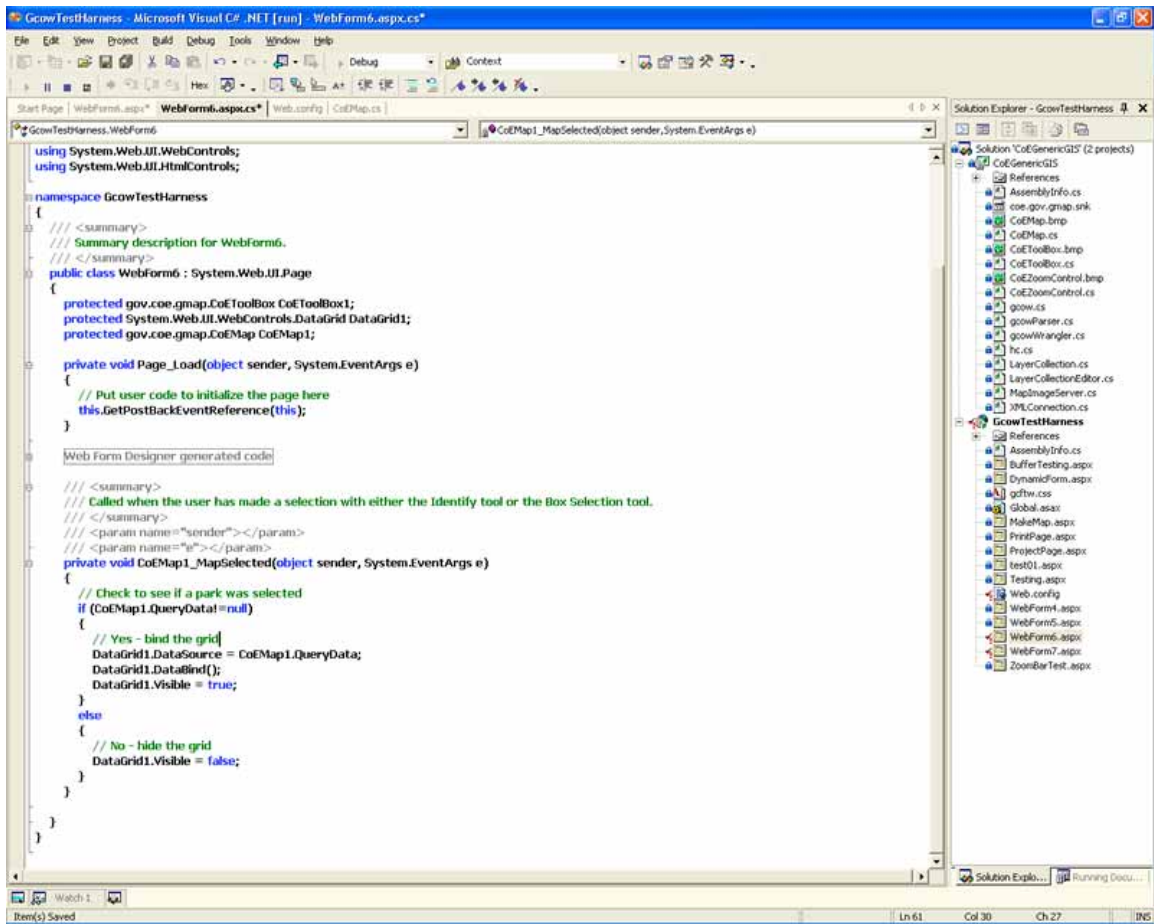 GcowTestHarness - Microsoft Visual C# .NET [run] - WebForm6.aspx.cs*
File Edit View Project Build Debug Tools Window Help
Debug Context
Hex
Start Page WebForm6.aspx* WebForm6.aspx.cs* Web.config CoEMap.cs
GcowTestHarness.WebForm6 CoEMap1_MapSelected(object sender,System.EventArgs e)
using System.Web.UI.WebControls;
using System.Web.UI.HtmlControls;
namespace GcowTestHarness
{
/// <summary>
/// Summary description for WebForm6.
/// </summary>
public class WebForm6 : System.Web.UI.Page
{
protected gov.coe.gmap.CoEToolBox CoEToolBox1;
protected System.Web.UI.WebControls.DataGrid DataGrid1;
protected gov.coe.gmap.CoEMap CoEMap1;
private void Page_Load(object sender, System.EventArgs e)
{
// Put user code to initialize the page here
this.GetPostBackEventReference(this);
}
Web Form Designer generated code
/// <summary>
/// Called when the user has made a selection with either the Identify tool or the Box Selection tool.
/// </summary>
/// <param name="sender"></param>
/// <param name="e"></param>
private void CoEMap1_MapSelected(object sender, System.EventArgs e)
{
// Check to see if a park was selected
if (CoEMap1.QueryData!=null)
{
// Yes - bind the grid
DataGrid1.DataSource = CoEMap1.QueryData;
DataGrid1.DataBind();
DataGrid1.Visible = true;
}
else
{
// No - hide the grid
DataGrid1.Visible = false;
}
}
}
}
Solution Explorer - GcowTestHarness
Solution 'CoEGenericGIS' (2 projects)
CoEGenericGIS
References
AssemblyInfo.cs
coe.gov.gmap.snk
CoEMap.bmp
CoEMap.cs
CoEToolBox.bmp
CoEToolBox.cs
CoEZoomControl.bmp
CoEZoomControl.cs
gcow.cs
gcowParser.cs
gcowWrangler.cs
hc.cs
LayerCollection.cs
LayerCollectionEditor.cs
MapImageServer.cs
XMLConnection.cs
GcowTestHarness
References
AssemblyInfo.cs
BufferTesting.aspx
DynamicForm.aspx
gcftw.css
Global.asax
MakeMap.aspx
PrintPage.aspx
ProjectPage.aspx
test01.aspx
Testing.aspx
Web.config
WebForm4.aspx
WebForm5.aspx
WebForm6.aspx
WebForm7.aspx
ZoomBarTest.aspx
Solution Explo... Running Docu...
Watch 1
Item(s) Saved Ln 61 Col 30 Ch 27 INS